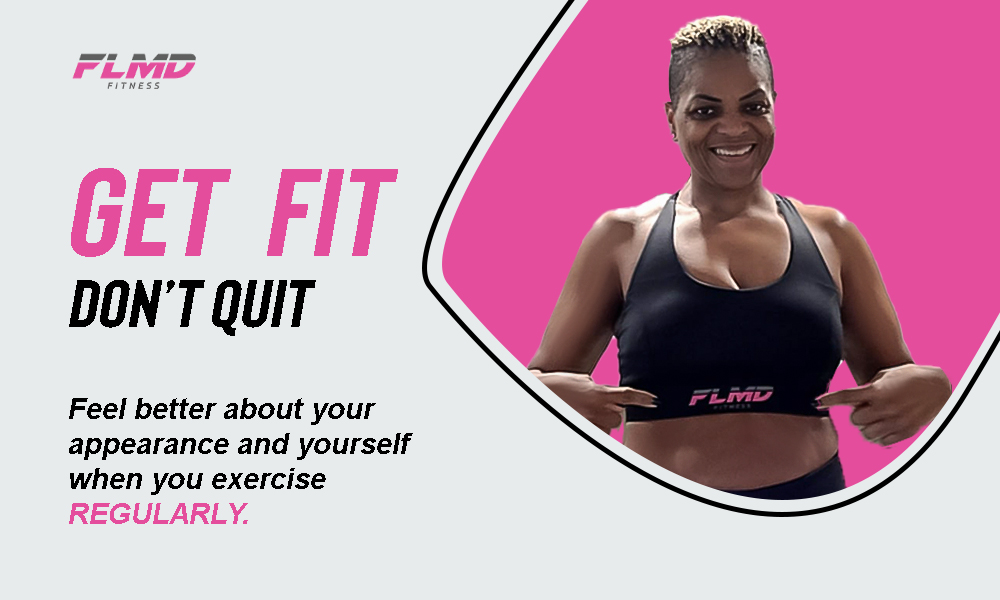 FLMD
FITNESS
GET FIT
DON'T QUIT
Feel better about your
appearance and yourself
when you exercise
REGULARLY.
FLMD
FITNESS